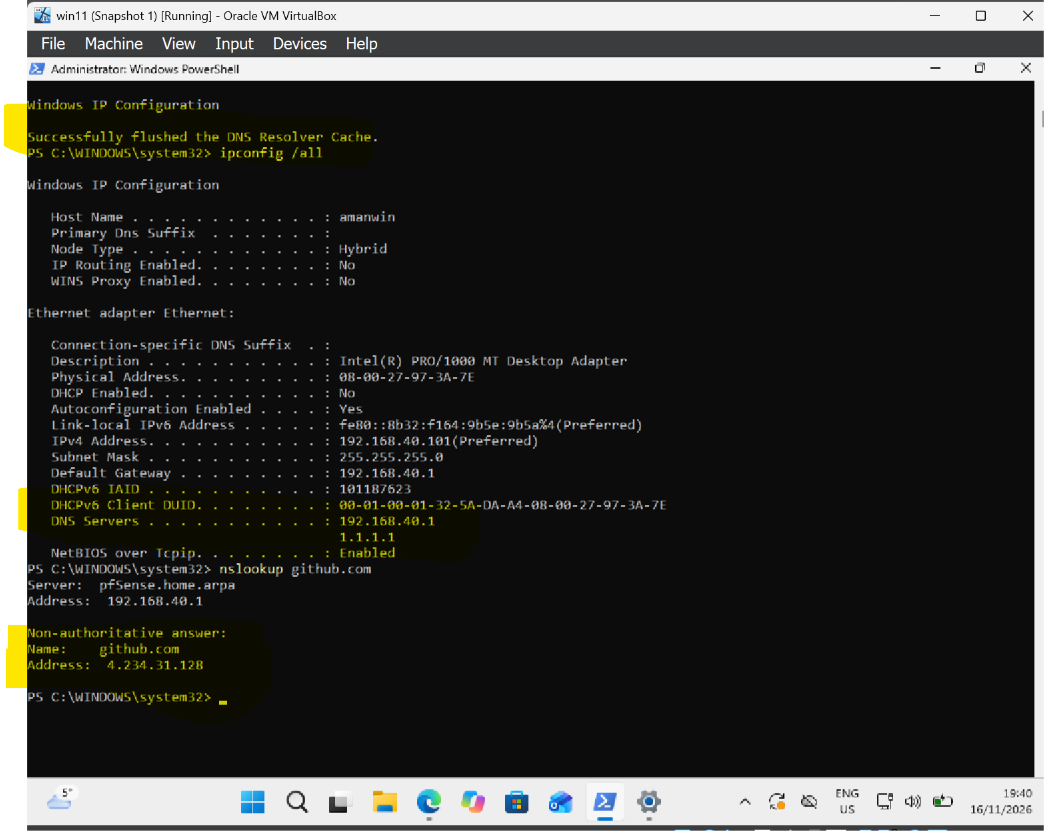 win11 (Snapshot 1) [Running] - Oracle VM VirtualBox
File Machine View Input Devices Help
Administrator: Windows PowerShell
Windows IP Configuration
Successfully flushed the DNS Resolver Cache.
PS C:\WINDOWS\system32> ipconfig /all
Windows IP Configuration
Host Name . . . . . . . . . . . . : amanwin
Primary Dns Suffix . . . . . . . :
Node Type . . . . . . . . . . . . : Hybrid
IP Routing Enabled. . . . . . . . : No
WINS Proxy Enabled. . . . . . . . : No
Ethernet adapter Ethernet:
Connection-specific DNS Suffix . :
Description . . . . . . . . . . . : Intel(R) PRO/1000 MT Desktop Adapter
Physical Address. . . . . . . . . : 08-00-27-97-3A-7E
DHCP Enabled. . . . . . . . . . . : No
Autoconfiguration Enabled . . . . : Yes
Link-local IPv6 Address . . . . . : fe80::8b32:f164:9b5e:9b5a%4(Preferred)
IPv4 Address. . . . . . . . . . . : 192.168.40.101(Preferred)
Subnet Mask . . . . . . . . . . . : 255.255.255.0
Default Gateway . . . . . . . . . : 192.168.40.1
DHCPv6 IAID . . . . . . . . . . . : 101187623
DHCPv6 Client DUID. . . . . . . . : 00-01-00-01-32-5A-DA-A4-08-00-27-97-3A-7E
DNS Servers . . . . . . . . . . . : 192.168.40.1
1.1.1.1
NetBIOS over Tcpip. . . . . . . . : Enabled
PS C:\WINDOWS\system32> nslookup github.com
Server: pfSense.home.arpa
Address: 192.168.40.1
Non-authoritative answer:
Name: github.com
Address: 4.234.31.128
PS C:\WINDOWS\system32>
5°
ENG
US
19:40
16/11/2026